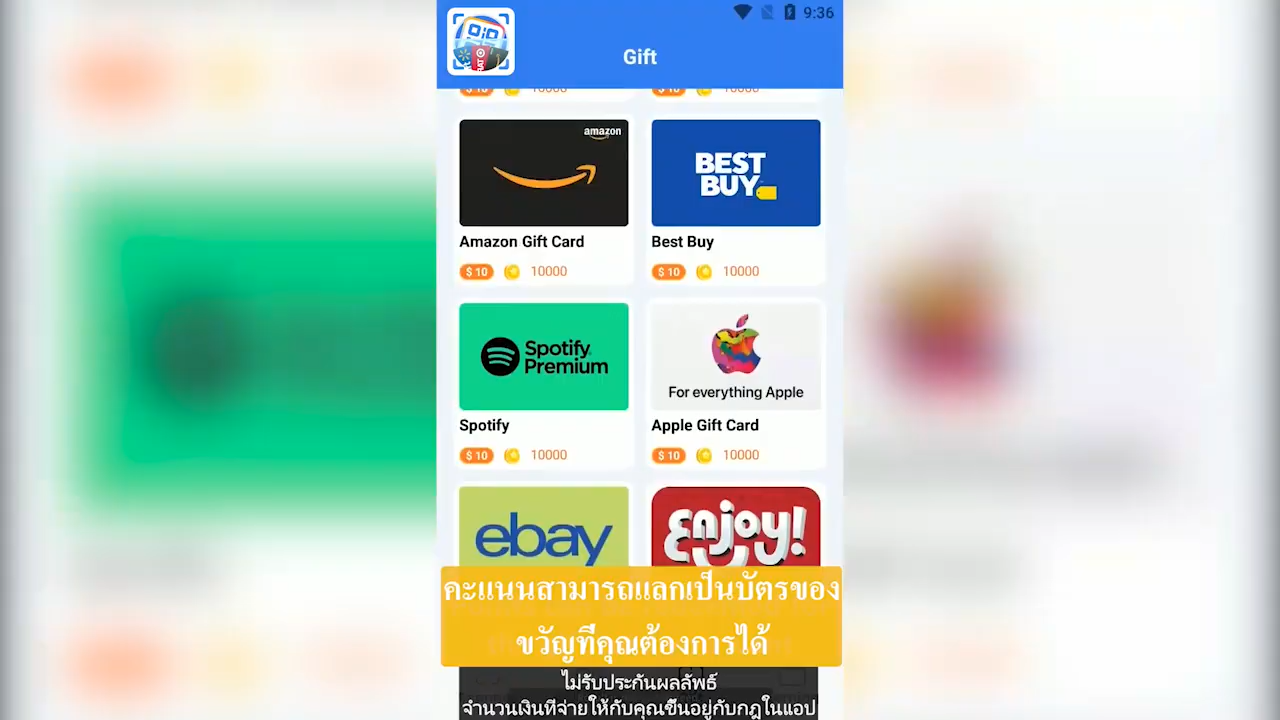 9:36
Gift
$ 10 10000 $ 10 10000
amazon
BEST
BUY
Amazon Gift Card Best Buy
$ 10 10000 $ 10 10000
Spotify
Premium
For everything Apple
Spotify Apple Gift Card
$ 10 10000 $ 10 10000
ebay
enjoy!
คะแนนสามารถแลกเป็นบัตรของ
ขวัญที่คุณต้องการได้
ไม่รับประกันผลลัพธ์
จำนวนเงินที่จ่ายให้กับคุณขึ้นอยู่กับกฎในแอป